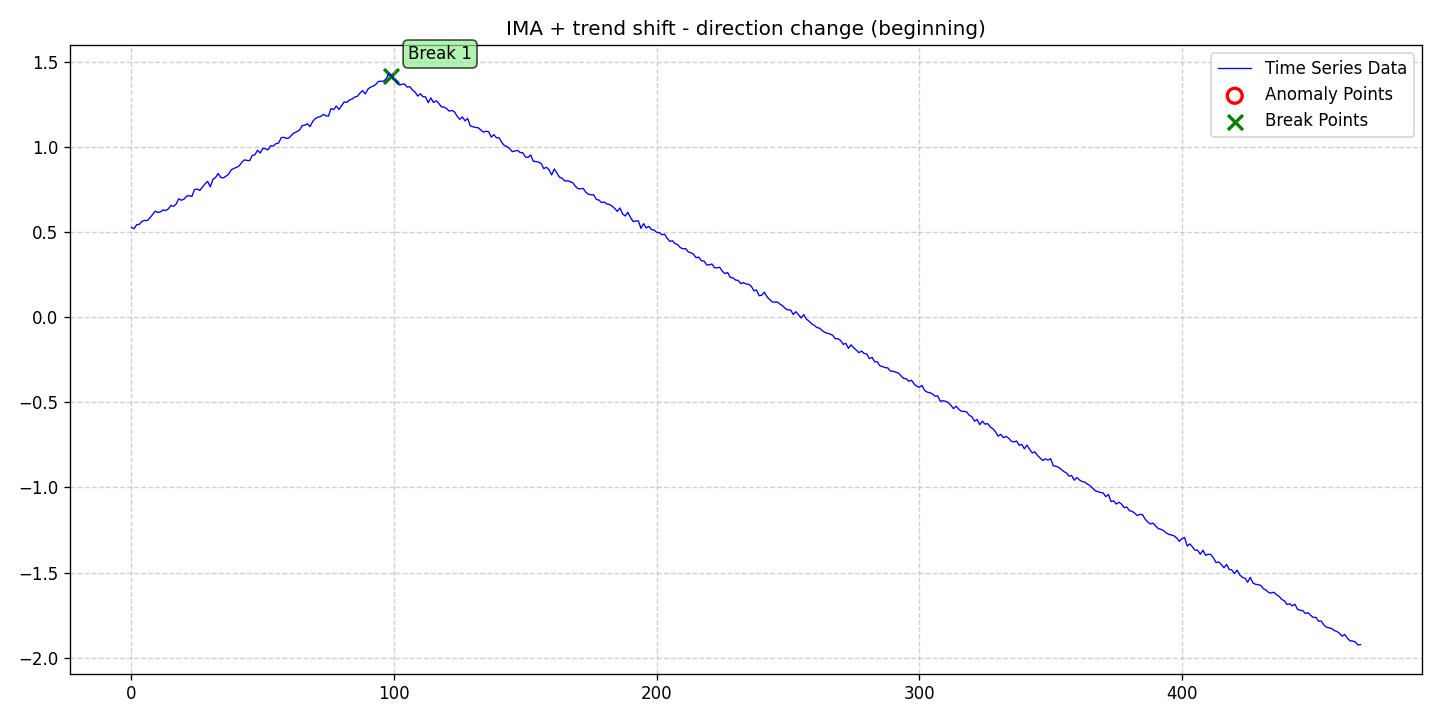 IMA + trend shift - direction change (beginning)
Break 1
Time Series Data
Anomaly Points
Break Points
1.5
1.0
0.5
0.0
−0.5
−1.0
−1.5
−2.0
0
100
200
300
400